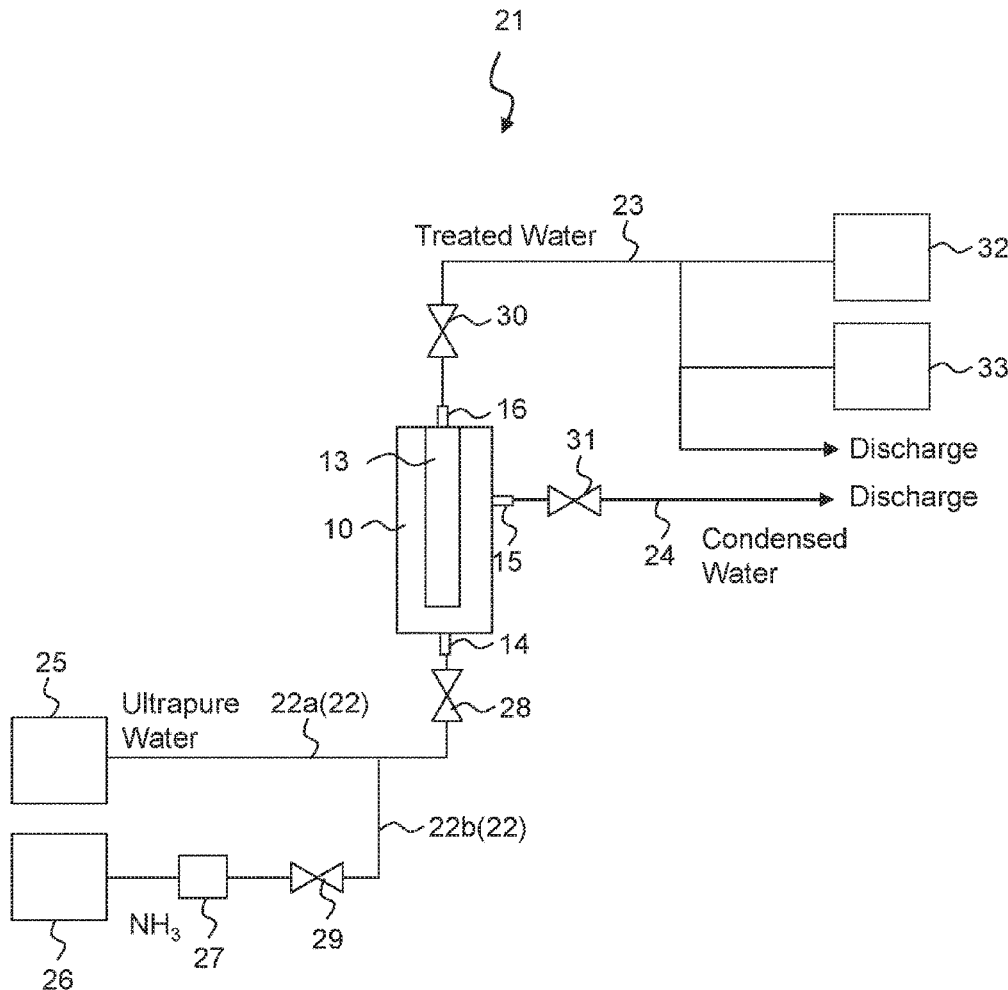 21
23
Treated Water
32
30
33
16
13
31
Discharge
Discharge
10
15
24
Condensed
Water
14
25
Ultrapure
Water
22a(22)
28
22b(22)
NH₃
27
29
26